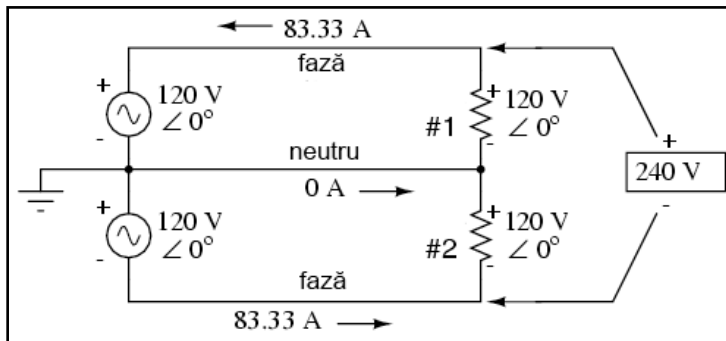 83.33 A
fază
+
120 V
∠ 0°
-
#1
+
120 V
∠ 0°
-
neutru
0 A
+
240 V
-
+
120 V
∠ 0°
-
#2
+
120 V
∠ 0°
-
fază
83.33 A